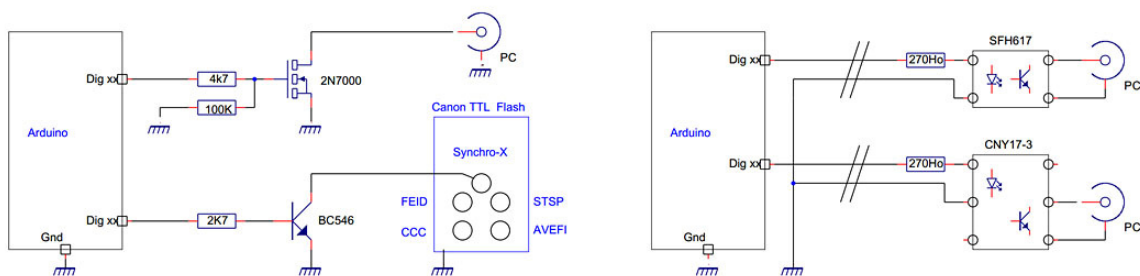 Dig xx
4k7
100K
2N7000
PC
Arduino
Canon TTL Flash
Synchro-X
FEID
STSP
CCC
AVEFI
Dig xx
2K7
BC546
Gnd
SFH617
Dig xx
270Ho
PC
Arduino
CNY17-3
Dig xx
270Ho
PC
Gnd